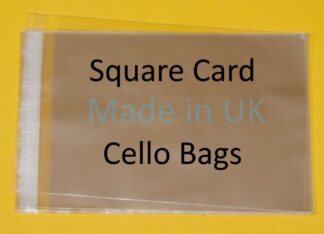 Square Card
Made in UK
Cello Bags